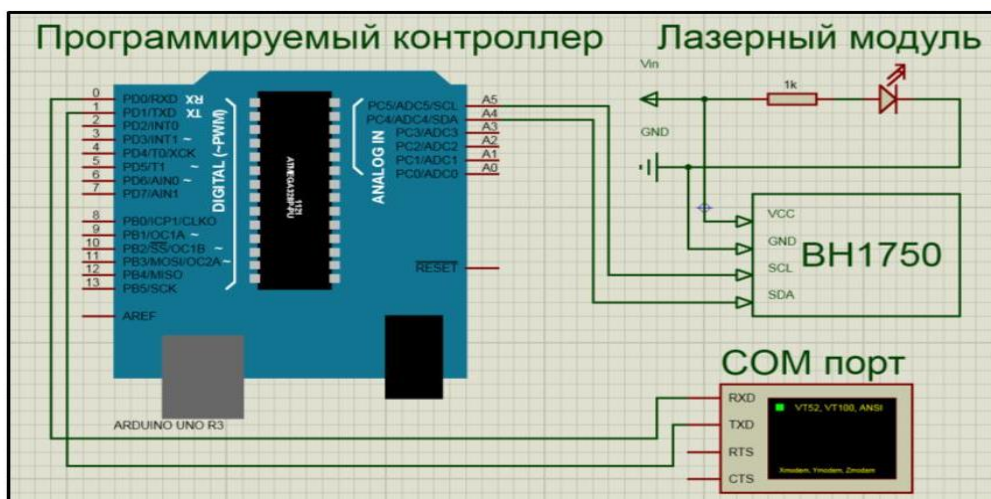 Программируемый контроллер
Лазерный модуль
0 PD0/RXD RX
1 PD1/TXD TX
2 PD2/INT0
3 PD3/INT1 ~
4 PD4/T0/XCK
5 PD5/T1 ~
6 PD6/AIN0 ~
7 PD7/AIN1
8 PB0/ICP1/CLKO
9 PB1/OC1A ~
10 PB2/SS/OC1B ~
11 PB3/MOSI/OC2A ~
12 PB4/MISO
13 PB5/SCK
AREF
DIGITAL (~PWM)
ATMEGA328P-PU
1121
ANALOG IN
PC5/ADC5/SCL A5
PC4/ADC4/SDA A4
PC3/ADC3 A3
PC2/ADC2 A2
PC1/ADC1 A1
PC0/ADC0 A0
RESET
ARDUINO UNO R3
Vin
1k
GND
VCC
GND
SCL
SDA
BH1750
COM порт
RXD
TXD
RTS
CTS
VT52, VT100, ANSI
Xmodem, Ymodem, Zmodem